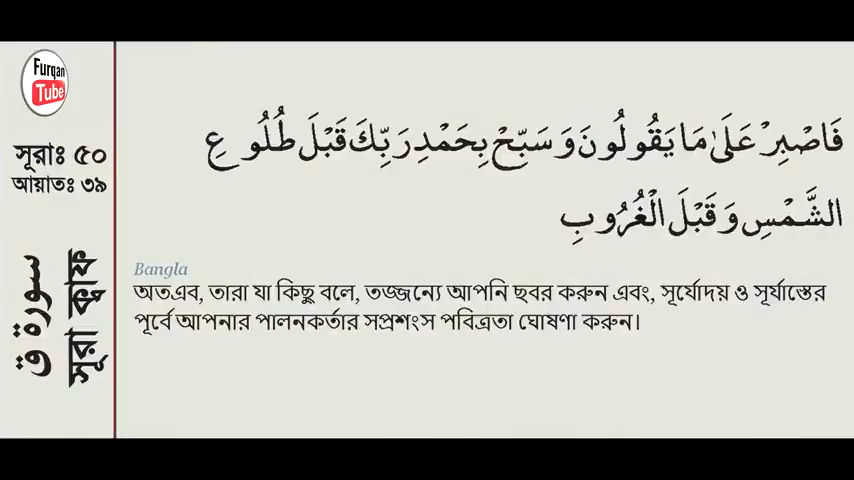 Furqan
Tube
সূরাঃ ৫০
আয়াতঃ ৩৯
سورة ق
সূরা ক্বাফ
فَاصْبِرْ عَلَىٰ مَا يَقُولُونَ وَسَبِّحْ بِحَمْدِ رَبِّكَ قَبْلَ طُلُوعِ
الشَّمْسِ وَقَبْلَ الْغُرُوبِ
Bangla
অতএব, তারা যা কিছু বলে, তজ্জন্যে আপনি ছবর করুন এবং, সূর্যোদয় ও সূর্যাস্তের
পূর্বে আপনার পালনকর্তার সপ্রশংস পবিত্রতা ঘোষণা করুন।